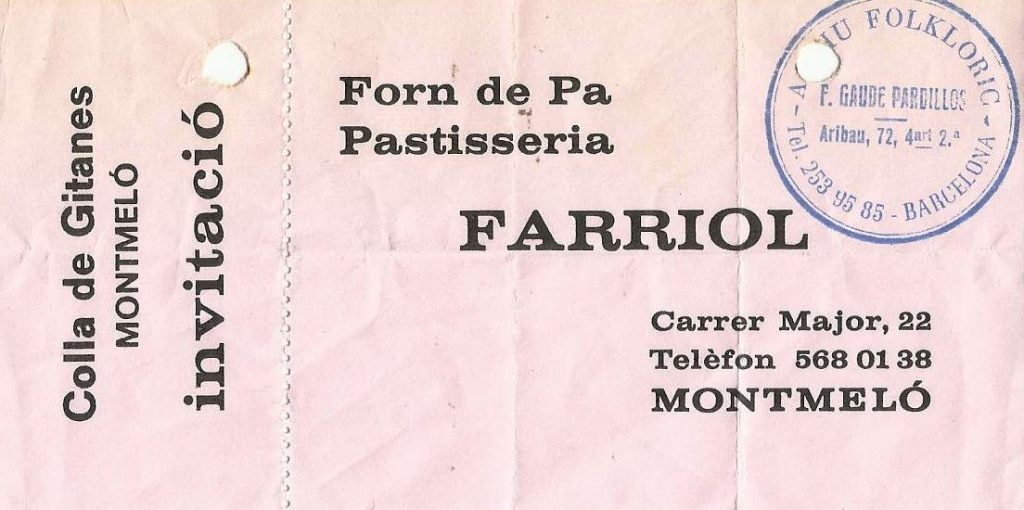 Colla de Gitanes
MONTMELÓ
invitació
Forn de Pa
Pastisseria
FARRIOL
Carrer Major, 22
Telèfon 568 01 38
MONTMELÓ
FOLKLORIC
F. GAUDE PARDILLOS
Aribau, 72, 4art 2.ª
Tel. 253 95 85 - BARCELONA -